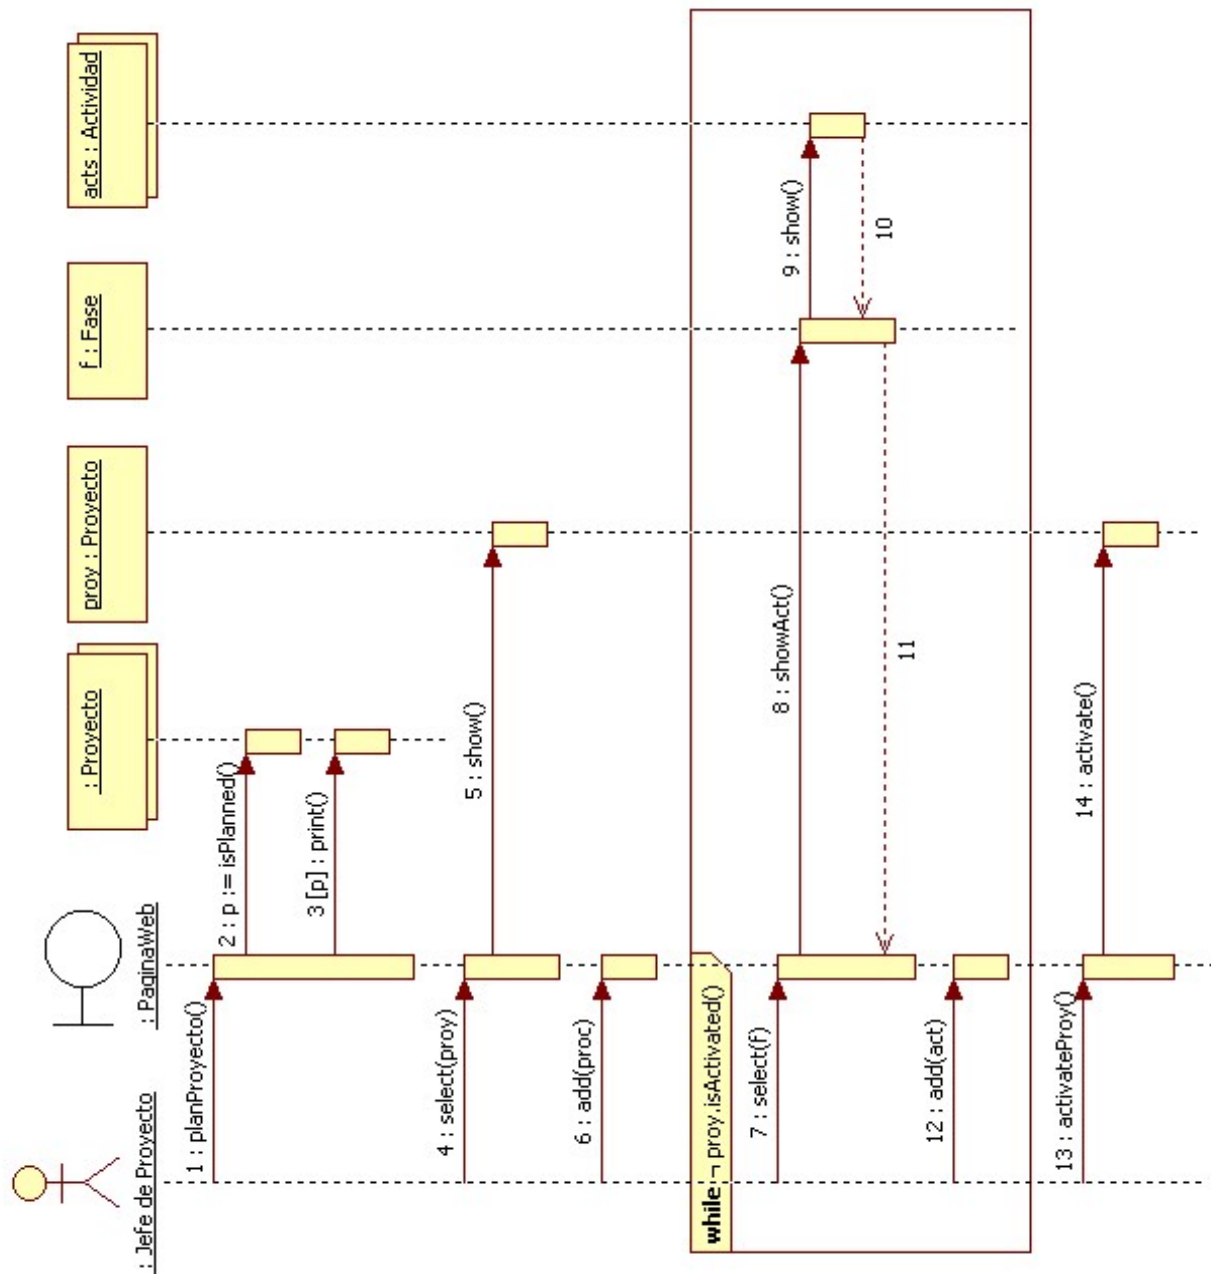 : Jefe de Proyecto
: PaginaWeb
: Proyecto
proy : Proyecto
f : Fase
acts : Actividad
1 : planProyecto()
2 : p := isPlanned()
3 [p] : print()
4 : select(proy)
5 : show()
6 : add(proc)
while ¬ proy.isActivated()
7 : select(f)
8 : showAct()
9 : show()
10
11
12 : add(act)
13 : activateProy()
14 : activate()